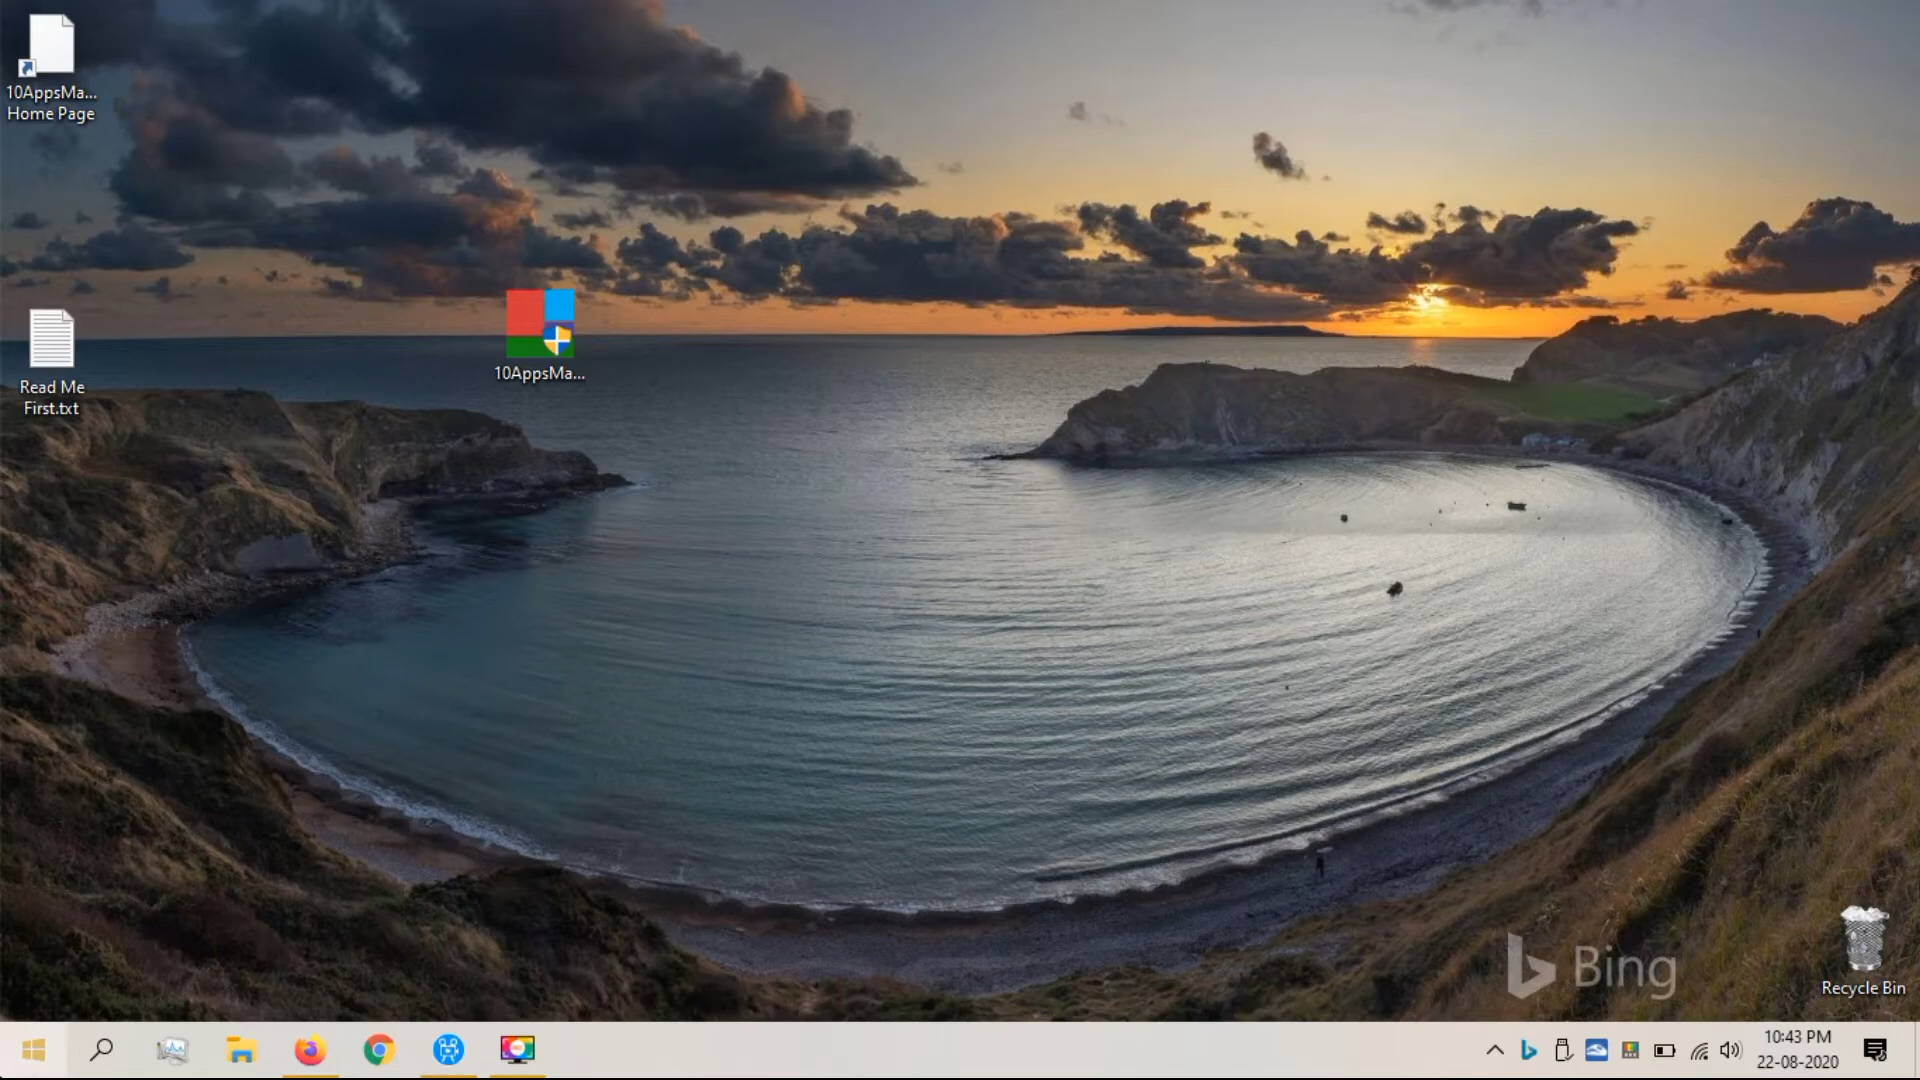 10AppsMa...
Home Page
10AppsMa...
Read Me
First.txt
Bing
Recycle Bin
10:43 PM
22-08-2020